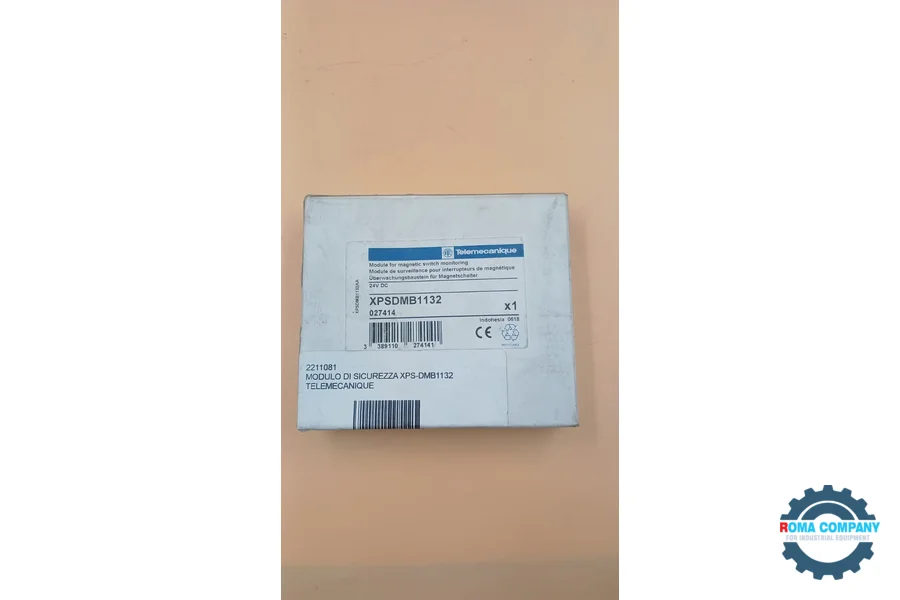 Telemecanique
Module for magnetic switch monitoring
Module de surveillance pour interrupteurs de magnétique
Überwachungsbaustein für Magnetschalter
24V DC
XPSDMB1132
x1
027414
Indonesia 0618
CE
3 389110 274141
2211081
MODULO DI SICUREZZA XPS-DMB1132
TELEMECANIQUE
ROMA COMPANY
FOR INDUSTRIAL EQUIPMENT